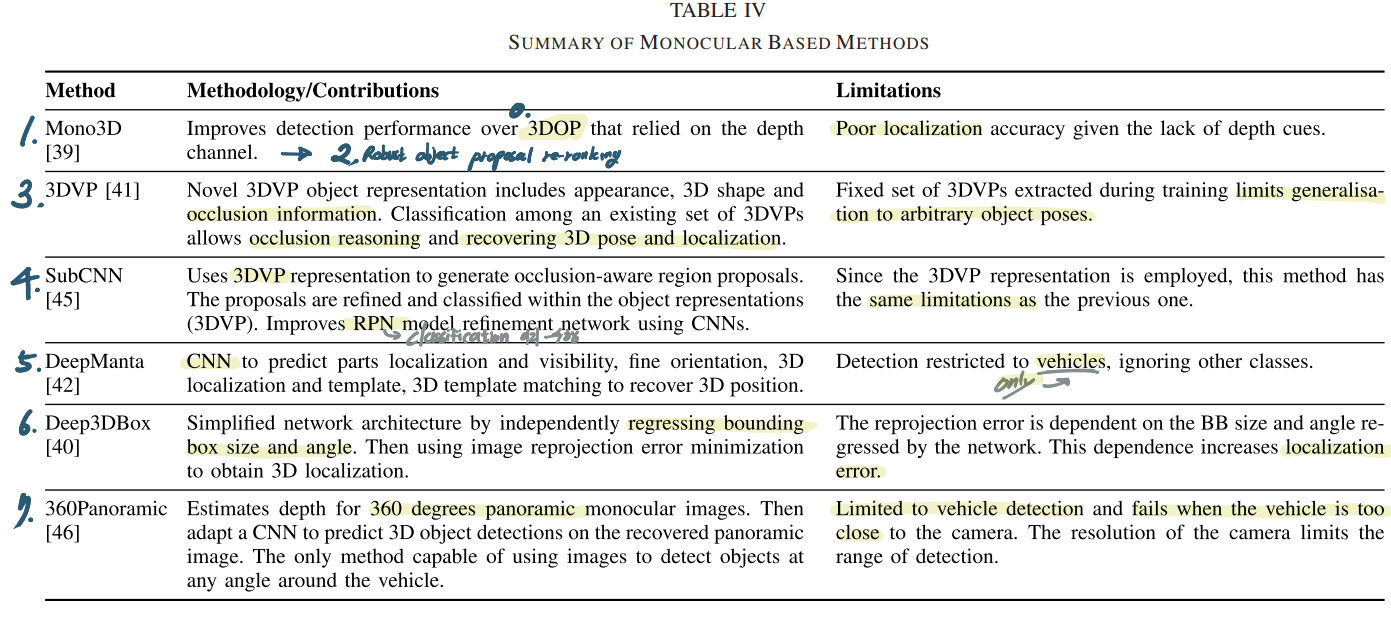 TABLE IV
SUMMARY OF MONOCULAR BASED METHODS
Method Methodology/Contributions Limitations
0.
1. Mono3D Improves detection performance over 3DOP that relied on the depth Poor localization accuracy given the lack of depth cues.
[39] channel. → 2. Robust object proposal re-ranking
3. 3DVP [41] Novel 3DVP object representation includes appearance, 3D shape and Fixed set of 3DVPs extracted during training limits generalisa-
occlusion information. Classification among an existing set of 3DVPs tion to arbitrary object poses.
allows occlusion reasoning and recovering 3D pose and localization.
4. SubCNN Uses 3DVP representation to generate occlusion-aware region proposals. Since the 3DVP representation is employed, this method has
[45] The proposals are refined and classified within the object representations the same limitations as the previous one.
(3DVP). Improves RPN model refinement network using CNNs.
classification
5. DeepManta CNN to predict parts localization and visibility, fine orientation, 3D Detection restricted to vehicles, ignoring other classes.
[42] localization and template, 3D template matching to recover 3D position. only →
6. Deep3DBox Simplified network architecture by independently regressing bounding The reprojection error is dependent on the BB size and angle re-
[40] box size and angle. Then using image reprojection error minimization gressed by the network. This dependence increases localization
to obtain 3D localization. error.
7. 360Panoramic Estimates depth for 360 degrees panoramic monocular images. Then Limited to vehicle detection and fails when the vehicle is too
[46] adapt a CNN to predict 3D object detections on the recovered panoramic close to the camera. The resolution of the camera limits the
image. The only method capable of using images to detect objects at range of detection.
any angle around the vehicle.